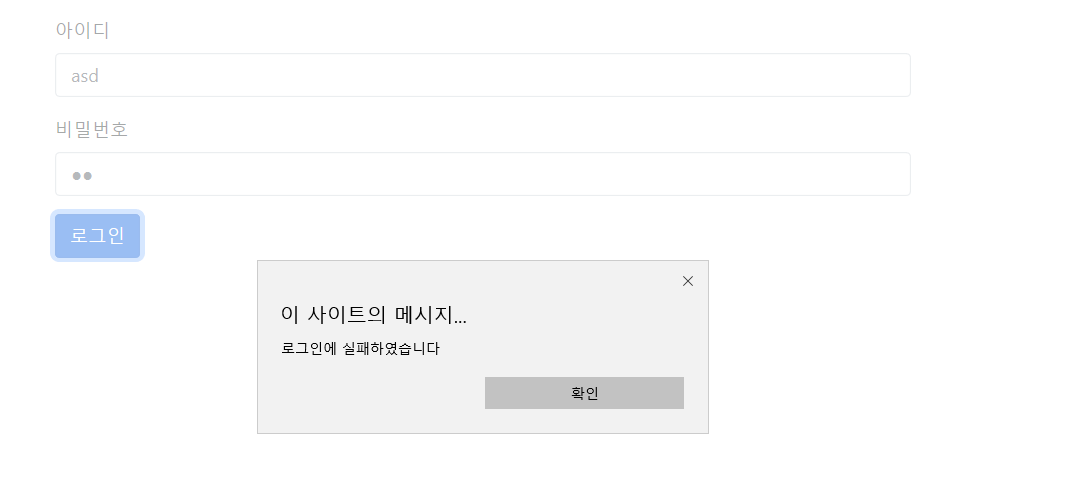 아이디
asd
비밀번호
●●
로그인
이 사이트의 메시지...
로그인에 실패하였습니다
확인